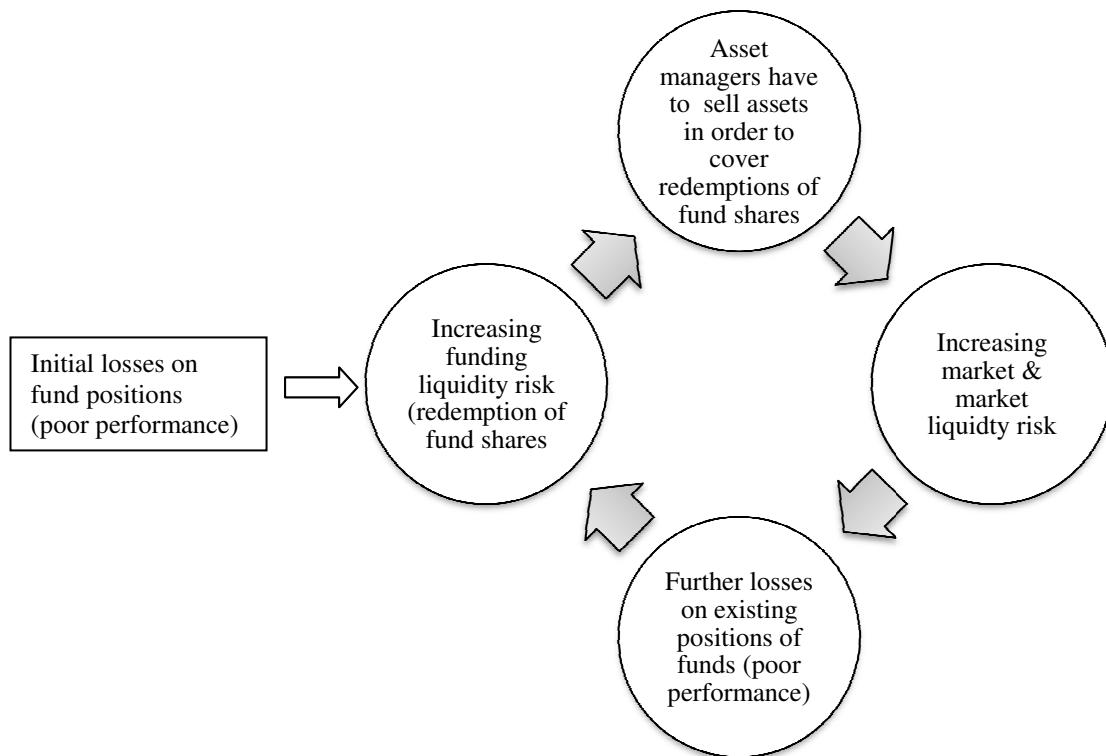 Initial losses on
fund positions
(poor performance)
Increasing
funding
liquidity risk
(redemption of
fund shares
Asset
managers have
to sell assets
in order to
cover
redemptions of
fund shares
Increasing
market &
market
liquidty risk
Further losses
on existing
positions of
funds (poor
performance)